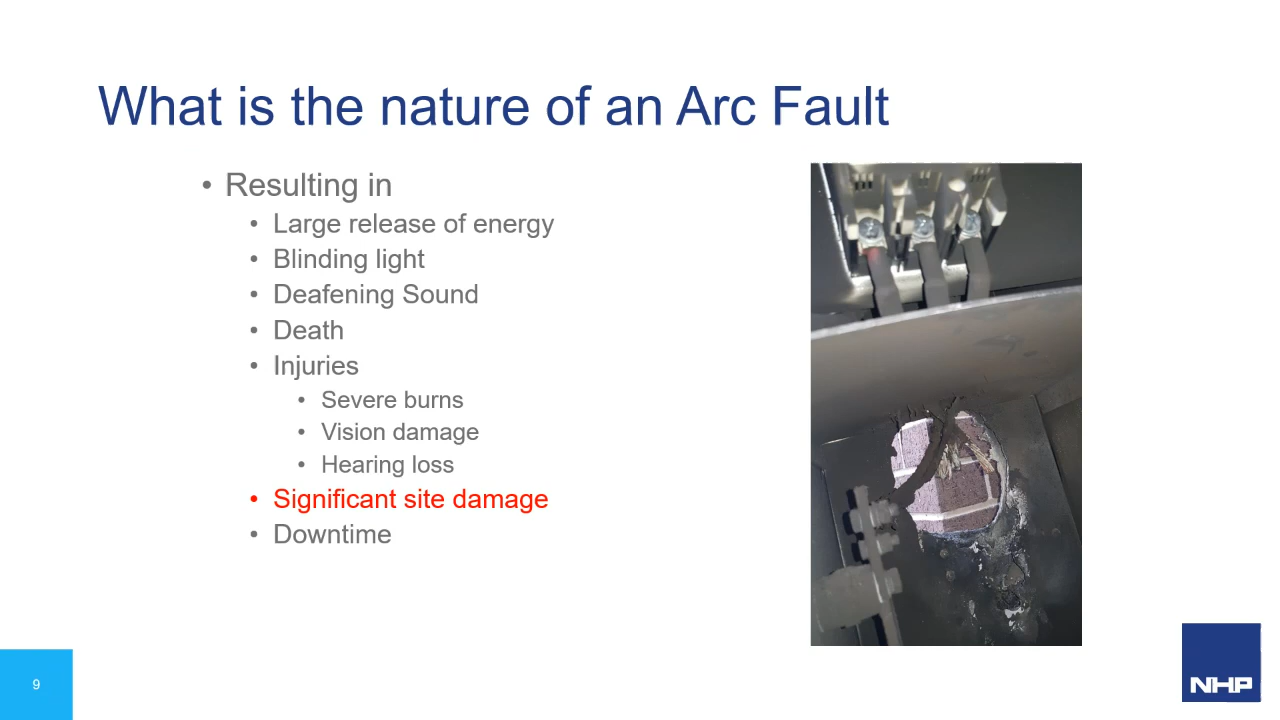 What is the nature of an Arc Fault
• Resulting in
• Large release of energy
• Blinding light
• Deafening Sound
• Death
• Injuries
• Severe burns
• Vision damage
• Hearing loss
• Significant site damage
• Downtime
9
NHP